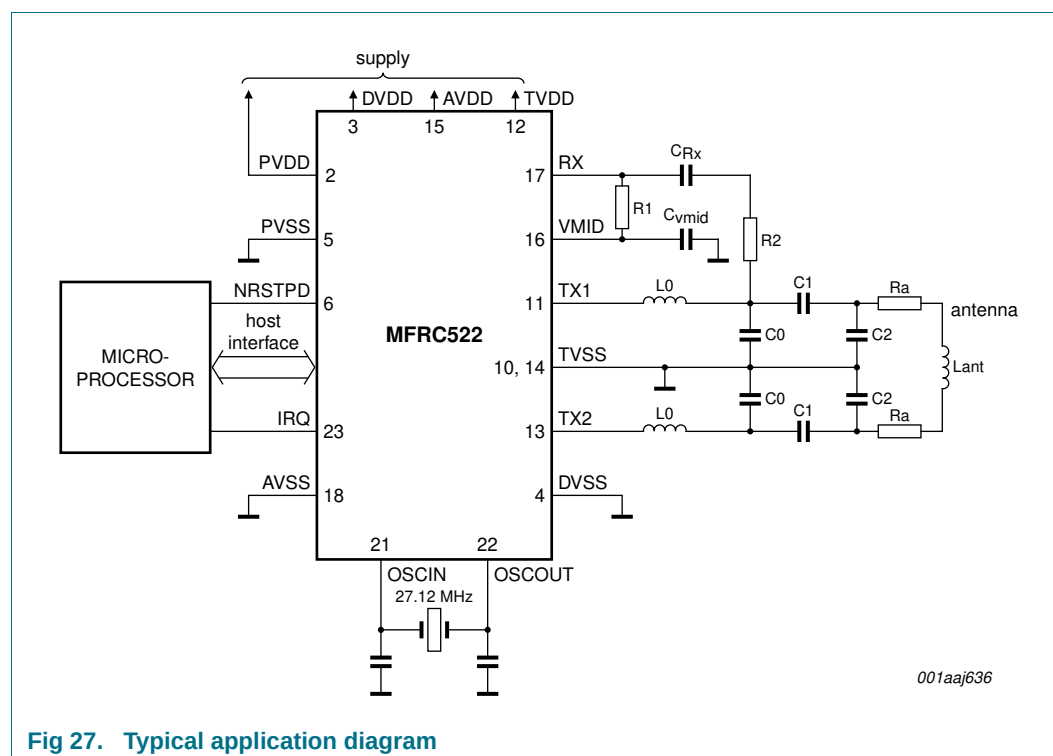 supply
DVDD AVDD TVDD
3 15 12
PVDD 2
PVSS 5
NRSTPD 6
host
interface
MICRO-
PROCESSOR
IRQ 23
AVSS 18
MFRC522
17 RX
CRx
R1
16 VMID
Cvmid
R2
11 TX1
L0
C1
Ra
antenna
C0
C2
10, 14 TVSS
Lant
C0
C2
13 TX2
L0
C1
Ra
4 DVSS
21 22
OSCIN OSCOUT
27.12 MHz
001aaj636
Fig 27. Typical application diagram